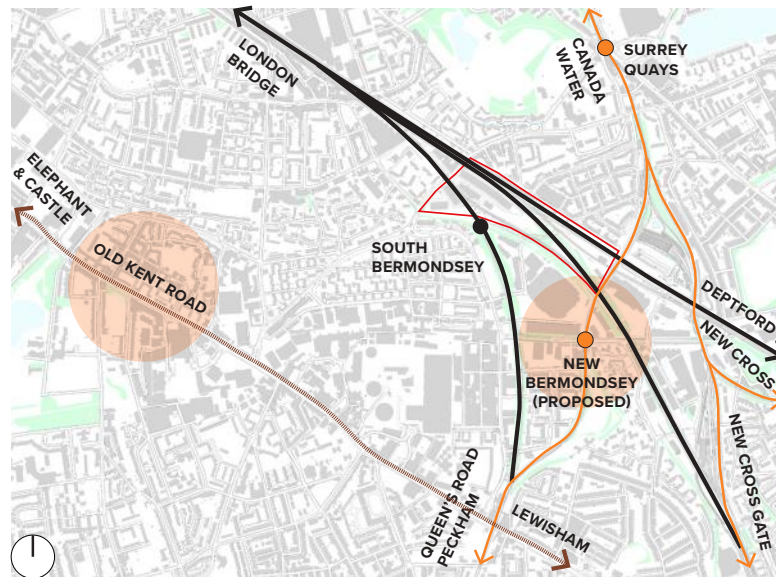 LONDON
BRIDGE
CANADA
WATER
SURREY
QUAYS
ELEPHANT
& CASTLE
OLD KENT ROAD
SOUTH
BERMONDSEY
DEPTFORD
NEW CROSS
NEW
BERMONDSEY
(PROPOSED)
NEW CROSS GATE
QUEEN'S ROAD
PECKHAM
LEWISHAM